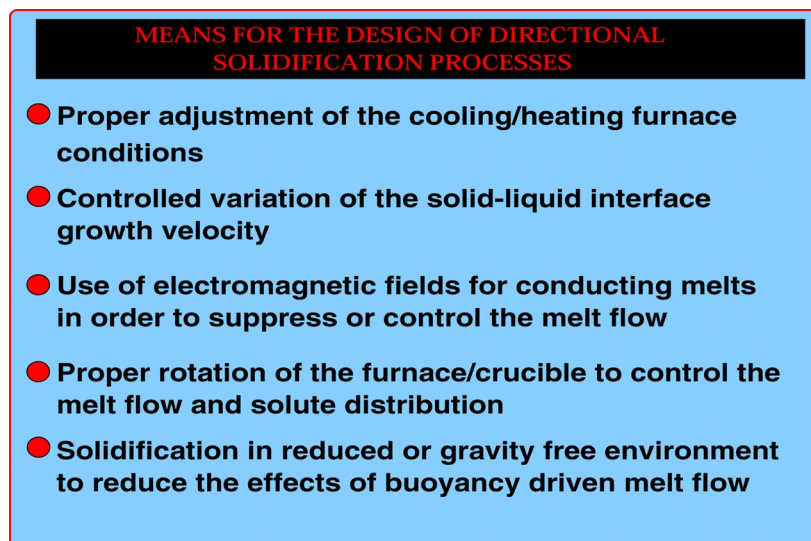 MEANS FOR THE DESIGN OF DIRECTIONAL
SOLIDIFICATION PROCESSES
Proper adjustment of the cooling/heating furnace
conditions
Controlled variation of the solid-liquid interface
growth velocity
Use of electromagnetic fields for conducting melts
in order to suppress or control the melt flow
Proper rotation of the furnace/crucible to control the
melt flow and solute distribution
Solidification in reduced or gravity free environment
to reduce the effects of buoyancy driven melt flow